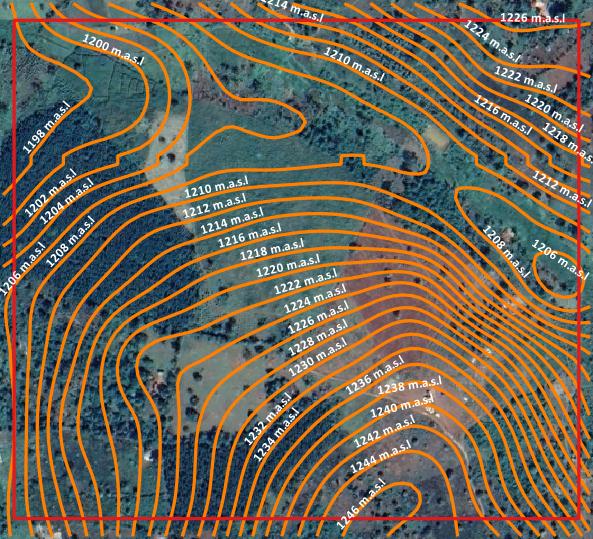 1214 m.a.s.l
1226 m.a.s.l
1224 m.a.s.l
1200 m.a.s.l
1210 m.a.s.l
1222 m.a.s.l
1220 m.a.s.l
1216 m.a.s.l
1218 m.a.s.l
1198 m.a.s.l
1212 m.a.s.l
1202 m.a.s.l
1204 m.a.s.l
1210 m.a.s.l
1212 m.a.s.l
1214 m.a.s.l
1216 m.a.s.l
1208 m.a.s.l
1206 m.a.s.l
1208 m.a.s.l
1206 m.a.s.l
1218 m.a.s.l
1220 m.a.s.l
1222 m.a.s.l
1224 m.a.s.l
1226 m.a.s.l
1228 m.a.s.l
1230 m.a.s.l
1236 m.a.s.l
1238 m.a.s.l
1240 m.a.s.l
1232 m.a.s.l
1234 m.a.s.l
1242 m.a.s.l
1244 m.a.s.l
1246 m.a.s.l